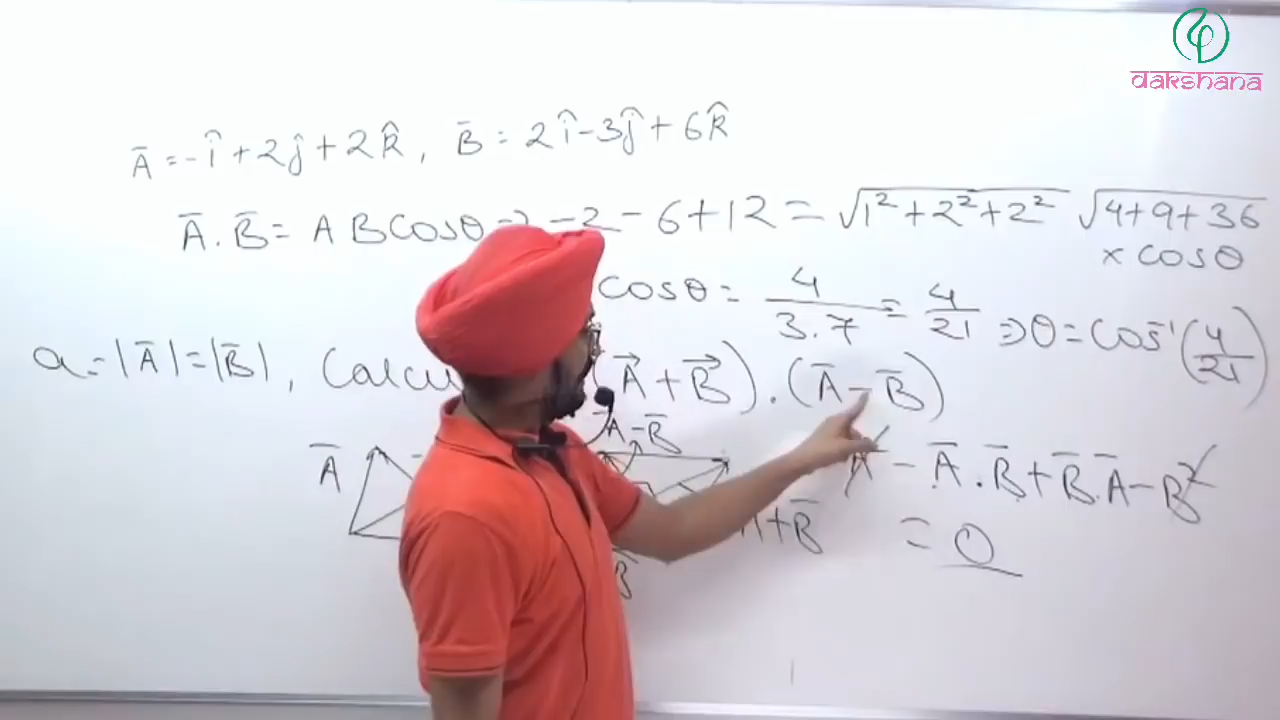 dakshana
Ā = -î + 2ĵ + 2k̂ , B̄ = 2î - 3ĵ + 6k̂
Ā . B̄ = A B cosθ ⇒ -2 - 6 + 12 = √1² + 2² + 2² √4 + 9 + 36
× cosθ
cosθ = 4/3.7 = 4/21 ⇒ θ = cos⁻¹(4/21)
a = |Ā| = |B̄| , Calcu (A⃗ + B⃗) . (Ā - B̄)
Ā - B̄
Ā - Ā . B̄ + B̄ . Ā - B²
Ā + B̄
= 0
B̄